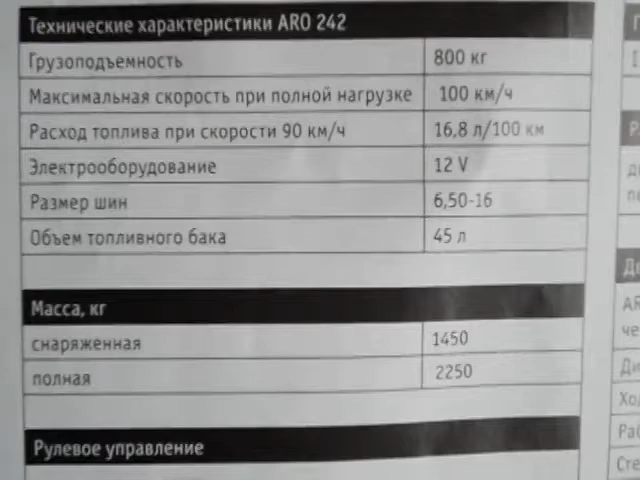 Технические характеристики ARO 242
Грузоподъемность 800 кг
Максимальная скорость при полной нагрузке 100 км/ч
Расход топлива при скорости 90 км/ч 16,8 л/100 км
Электрооборудование 12 V
Размер шин 6,50-16
Объем топливного бака 45 л
Масса, кг
снаряженная 1450
полная 2250
Рулевое управление